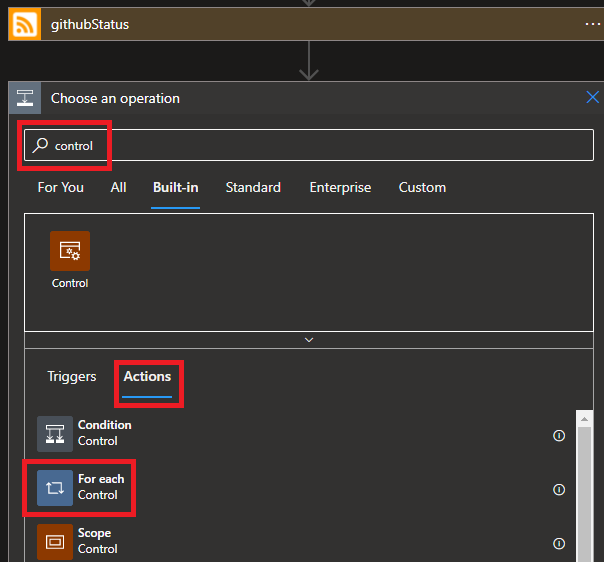 githubStatus
Choose an operation
control
For You All Built-in Standard Enterprise Custom
Control
Triggers Actions
Condition
Control
For each
Control
Scope
Control